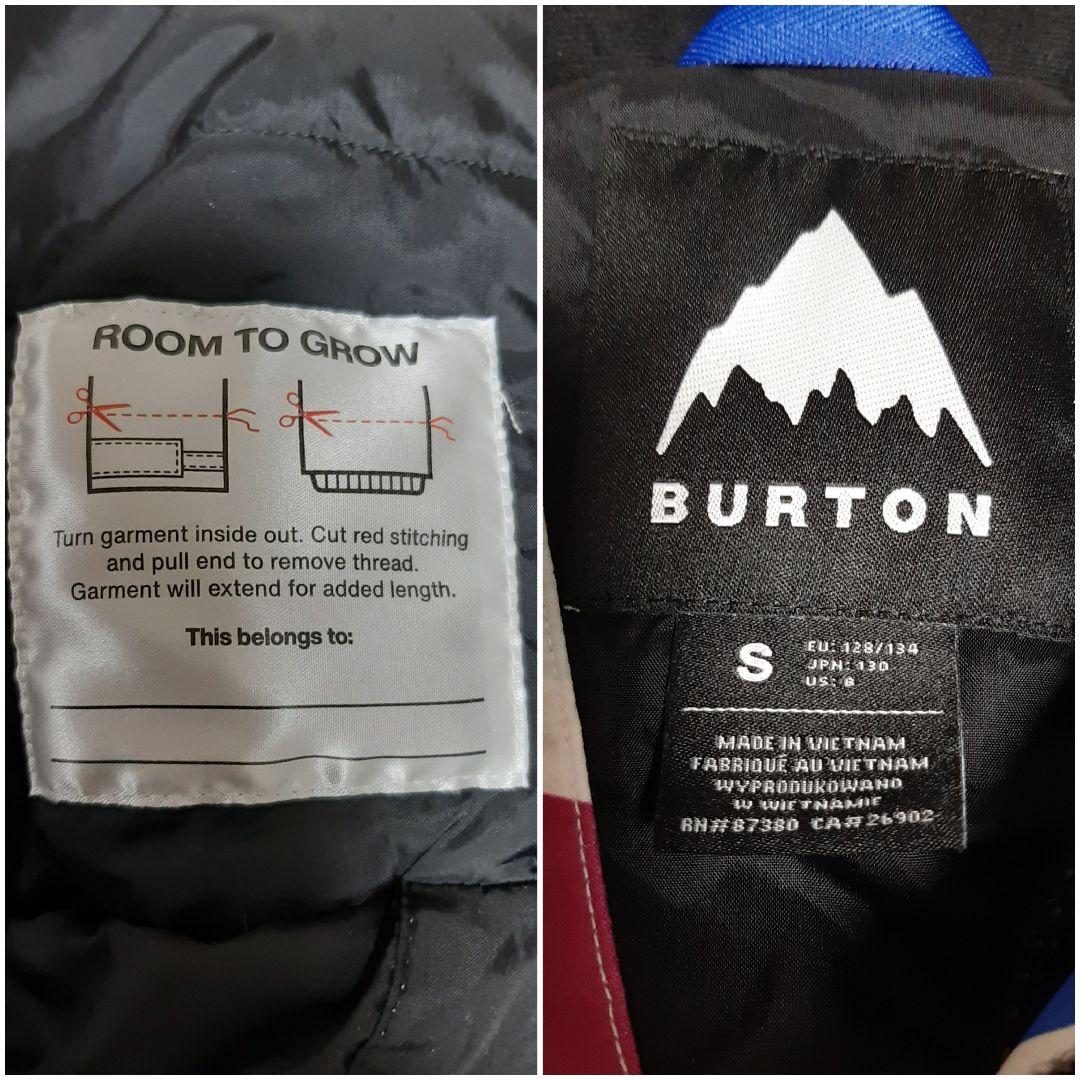 ROOM TO GROW
Turn garment inside out. Cut red stitching
and pull end to remove thread.
Garment will extend for added length.
This belongs to:
BURTON
S
EU: 128/134
JPN: 130
US: 8
MADE IN VIETNAM
FABRIQUÉ AU VIETNAM
WYPRODUKOWANO
W WIETNAMIE
RN#87380 CA#26902